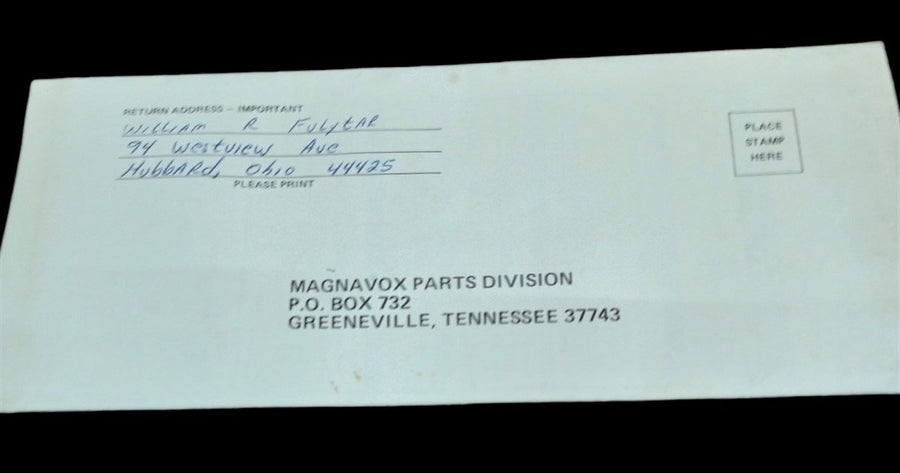 RETURN ADDRESS – IMPORTANT
William R
94 Westview Ave
Hubbard, Ohio 44425
PLEASE PRINT
PLACE
STAMP
HERE
MAGNAVOX PARTS DIVISION
P.O. BOX 732
GREENEVILLE, TENNESSEE 37743